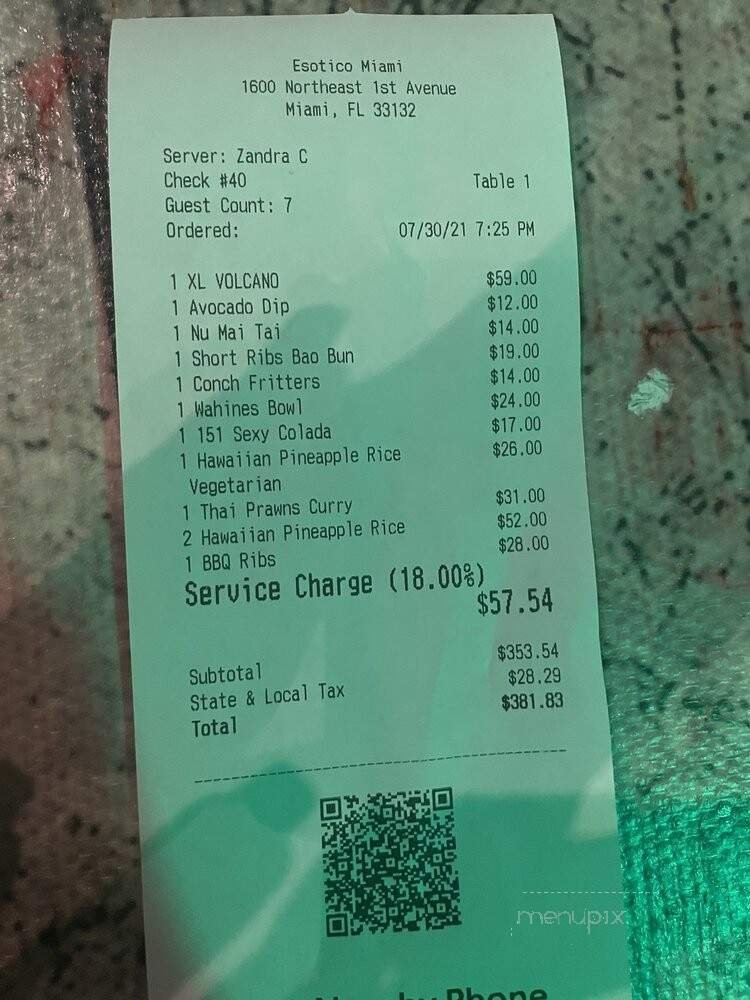 Esotico Miami
1600 Northeast 1st Avenue
Miami, FL 33132
Server: Zandra C
Check #40 Table 1
Guest Count: 7
Ordered: 07/30/21 7:25 PM
1 XL VOLCANO $59.00
1 Avocado Dip $12.00
1 Nu Mai Tai $14.00
1 Short Ribs Bao Bun $19.00
1 Conch Fritters $14.00
1 Wahines Bowl $24.00
1 151 Sexy Colada $17.00
1 Hawaiian Pineapple Rice $26.00
Vegetarian
1 Thai Prawns Curry $31.00
2 Hawaiian Pineapple Rice $52.00
1 BBQ Ribs $28.00
Service Charge (18.00%)
$57.54
Subtotal $353.54
State & Local Tax $28.29
Total $381.83
menupix
by Phone